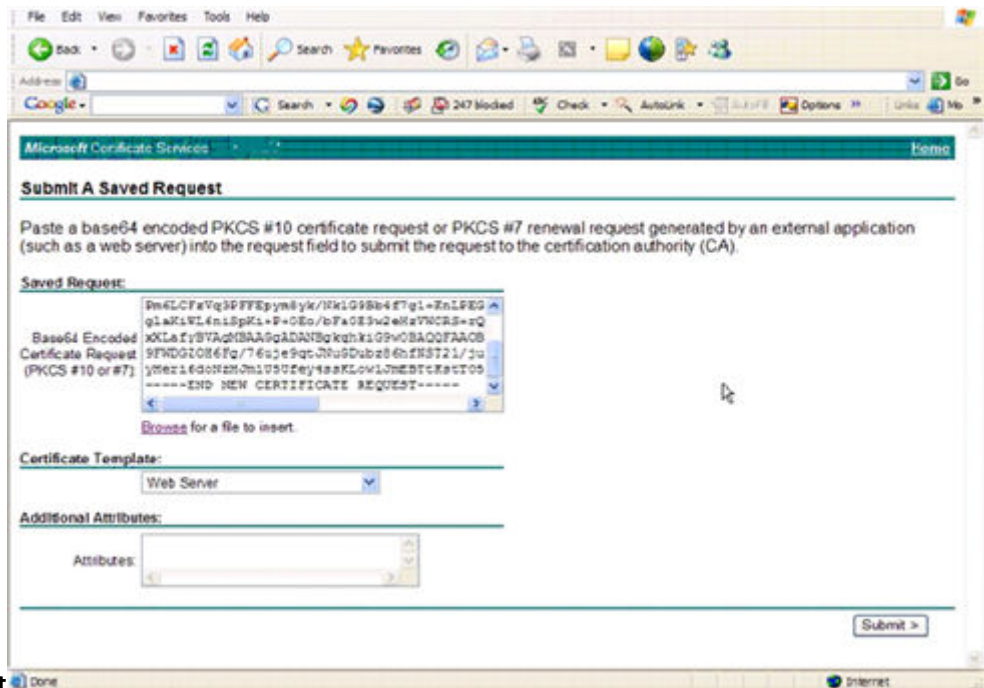 File Edit View Favorites Tools Help
Back Search Favorites
Address Go
Google Search 247 blocked Check AutoLink AutoFill Options Links
Microsoft Certificate Services Home
Submit A Saved Request
Paste a base64 encoded PKCS #10 certificate request or PKCS #7 renewal request generated by an external application
(such as a web server) into the request field to submit the request to the certification authority (CA).
Saved Request:
Base64 Encoded
Certificate Request
(PKCS #10 or #7):
-----END NEW CERTIFICATE REQUEST-----
Browse for a file to insert.
Certificate Template:
Web Server
Additional Attributes:
Attributes:
Submit >
Done Internet